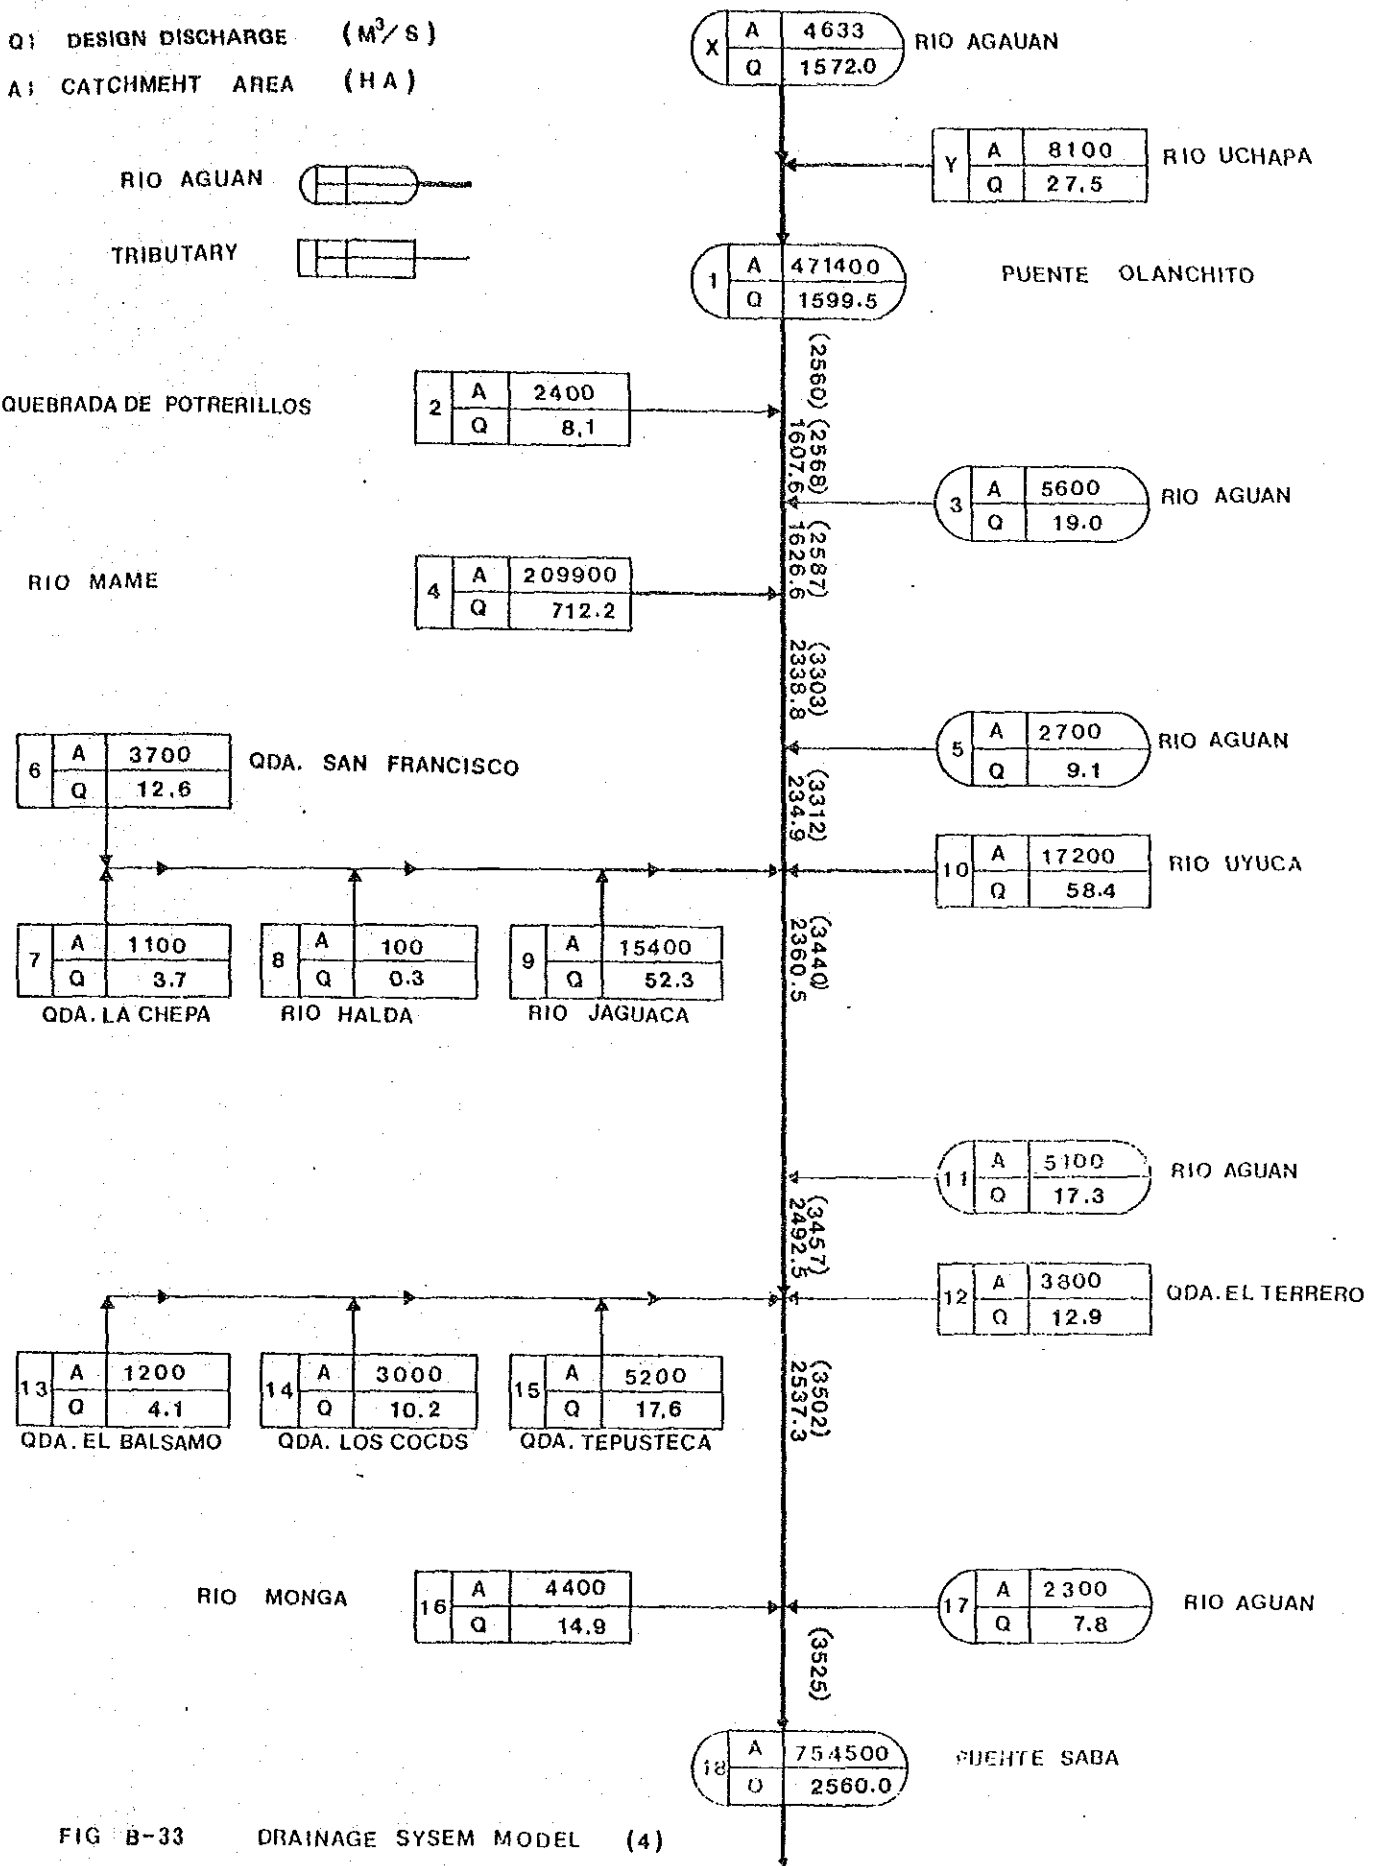 Q: DESIGN DISCHARGE (M³/S)
A: CATCHMEHT AREA (HA)
RIO AGUAN
TRIBUTARY
X A 4633 RIO AGAUAN
Q 1572.0
Y A 8100 RIO UCHAPA
Q 27.5
1 A 471400 PUENTE OLANCHITO
Q 1599.5
(2560)
QUEBRADA DE POTRERILLOS 2 A 2400
Q 8.1
(2568)
1607.6
3 A 5600 RIO AGUAN
Q 19.0
(2587)
1626.6
RIO MAME 4 A 209900
Q 712.2
(3303)
2338.8
5 A 2700 RIO AGUAN
Q 9.1
6 A 3700 QDA. SAN FRANCISCO
Q 12.6
(3312)
234.9
10 A 17200 RIO UYUCA
Q 58.4
7 A 1100
Q 3.7
QDA. LA CHEPA
8 A 100
Q 0.3
RIO HALDA
9 A 15400
Q 52.3
RIO JAGUACA
(3440)
2360.5
11 A 5100 RIO AGUAN
Q 17.3
(3457)
2492.5
12 A 3800 QDA. EL TERRERO
Q 12.9
13 A 1200
Q 4.1
QDA. EL BALSAMO
14 A 3000
Q 10.2
QDA. LOS COCDS
15 A 5200
Q 17.6
QDA. TEPUSTECA
(3502)
2537.3
RIO MONGA 16 A 4400
Q 14.9
17 A 2300 RIO AGUAN
Q 7.8
(3525)
18 A 754500 PUEHTE SABA
Q 2560.0
FIG B-33 DRAINAGE SYSEM MODEL (4)